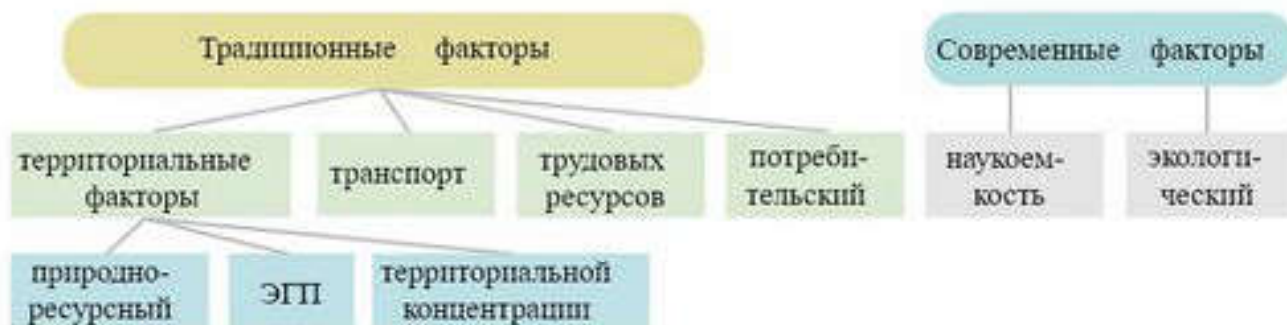 Традиционные факторы
Современные факторы
территориальные
факторы
транспорт
трудовых
ресурсов
потреби-
тельский
наукоем-
кость
экологи-
ческий
природно-
ресурсный
ЭГП
территориальной
концентрации